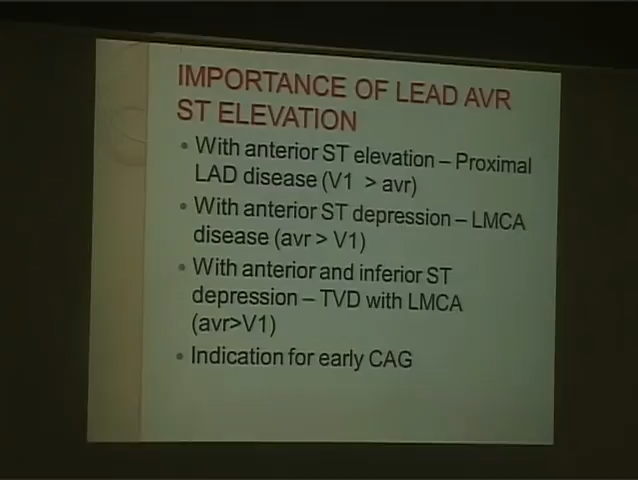 IMPORTANCE OF LEAD AVR
ST ELEVATION
• With anterior ST elevation – Proximal
LAD disease (V1 > avr)
• With anterior ST depression – LMCA
disease (avr > V1)
• With anterior and inferior ST
depression – TVD with LMCA
(avr>V1)
• Indication for early CAG